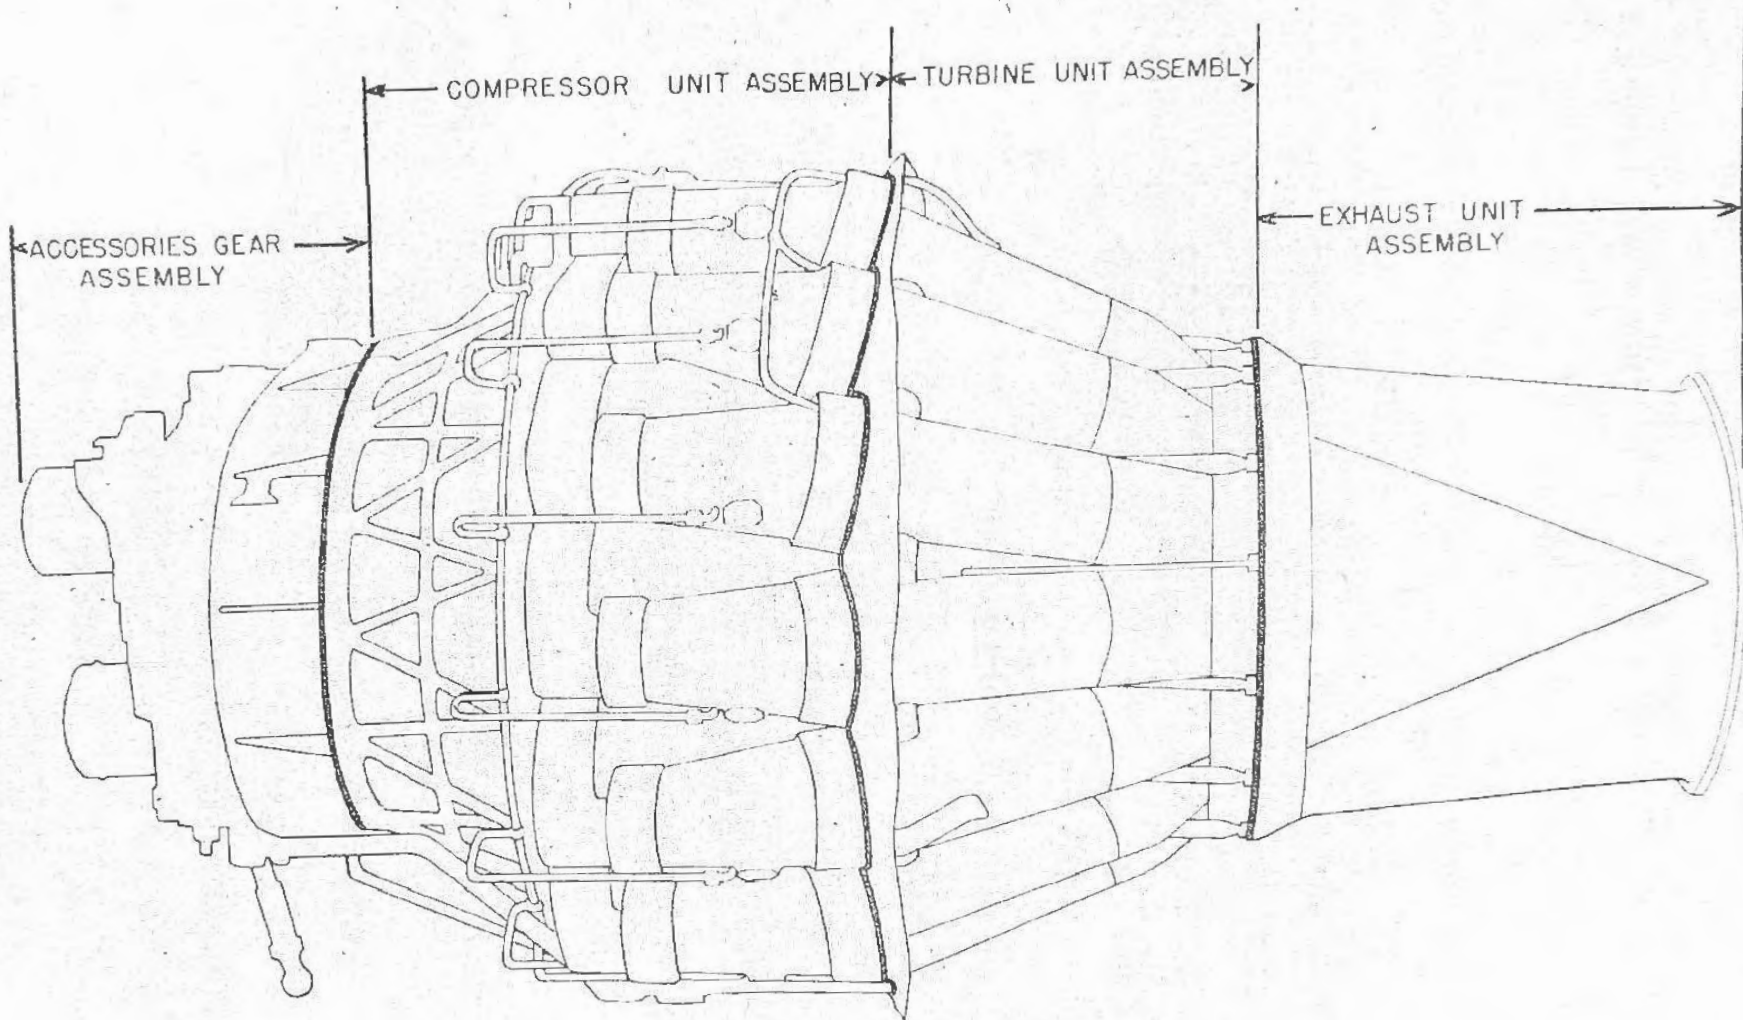 COMPRESSOR UNIT ASSEMBLY
TURBINE UNIT ASSEMBLY
ACCESSORIES GEAR
ASSEMBLY
EXHAUST UNIT
ASSEMBLY